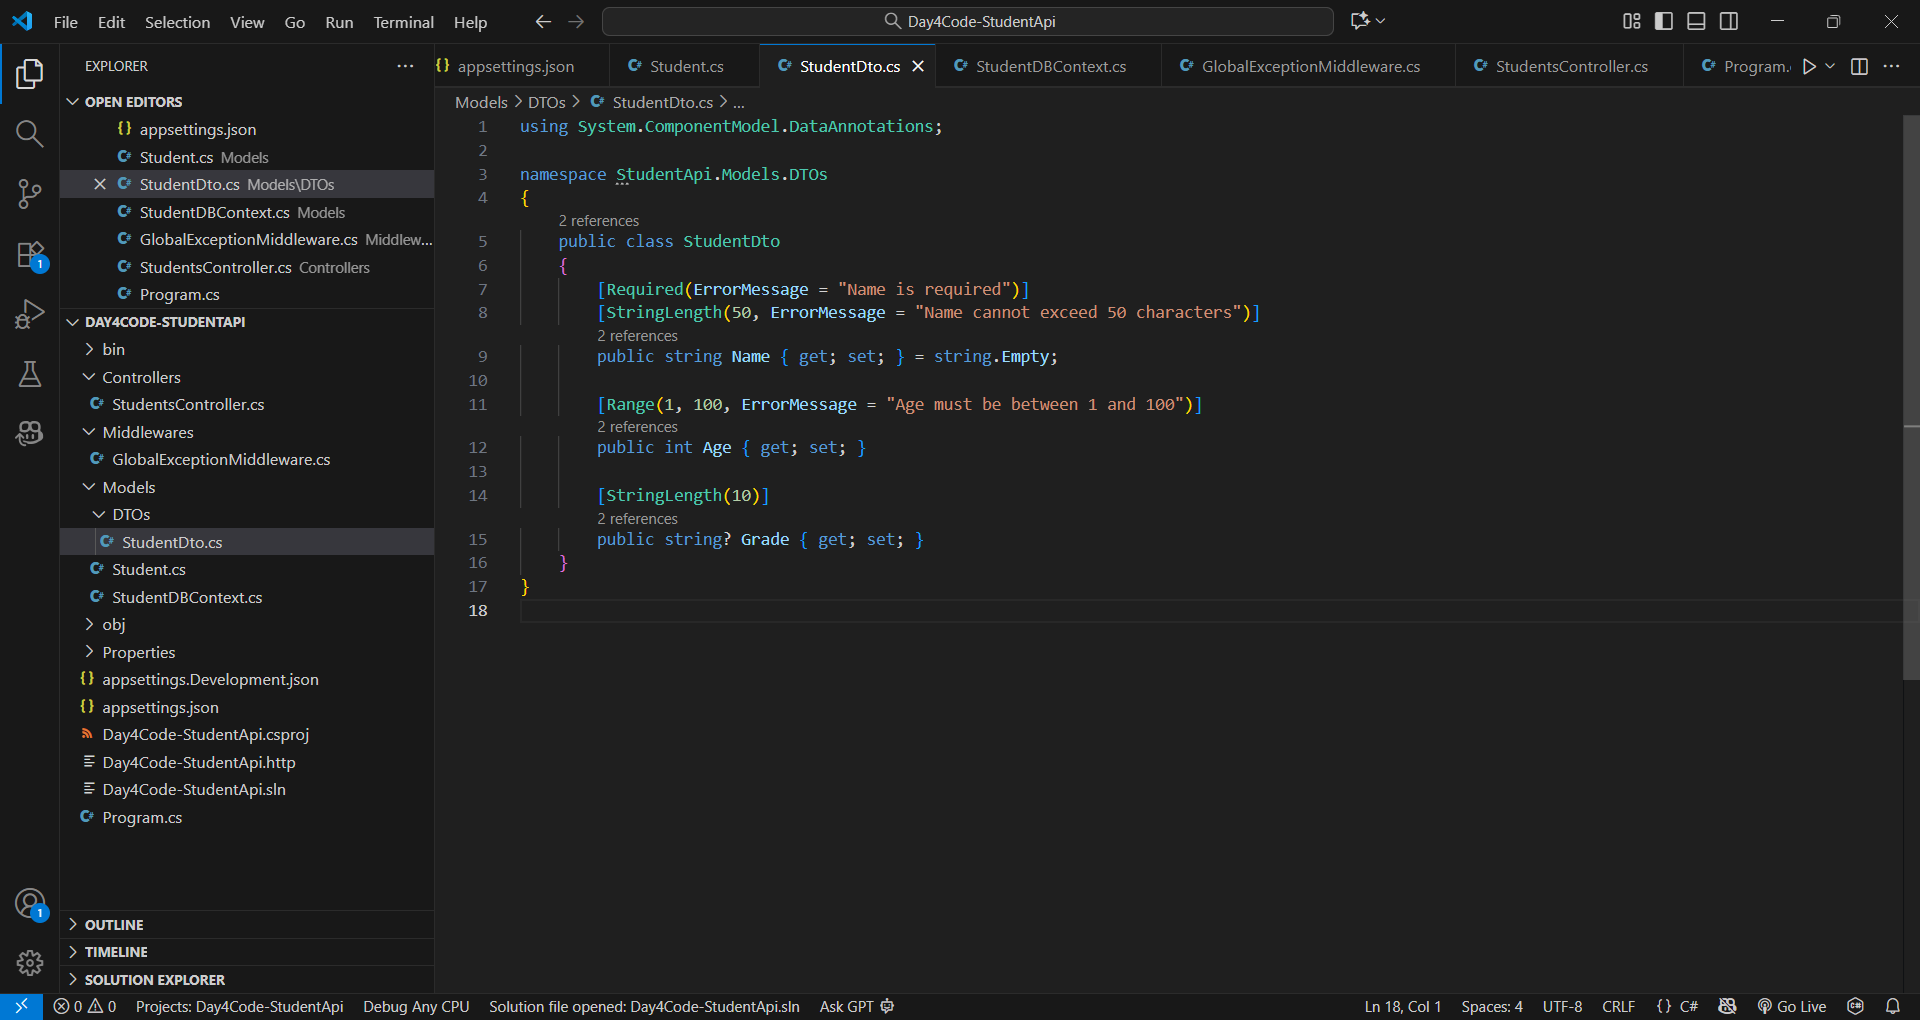 File Edit Selection View Go Run Terminal Help
Day4Code-StudentApi
EXPLORER
OPEN EDITORS
appsettings.json
Student.cs Models
StudentDto.cs Models\DTOs
StudentDBContext.cs Models
GlobalExceptionMiddleware.cs Middlew...
StudentsController.cs Controllers
Program.cs
DAY4CODE-STUDENTAPI
bin
Controllers
StudentsController.cs
Middlewares
GlobalExceptionMiddleware.cs
Models
DTOs
StudentDto.cs
Student.cs
StudentDBContext.cs
obj
Properties
appsettings.Development.json
appsettings.json
Day4Code-StudentApi.csproj
Day4Code-StudentApi.http
Day4Code-StudentApi.sln
Program.cs
OUTLINE
TIMELINE
SOLUTION EXPLORER
1
1
appsettings.json Student.cs StudentDto.cs StudentDBContext.cs GlobalExceptionMiddleware.cs StudentsController.cs Program.
Models > DTOs > StudentDto.cs > ...
1 using System.ComponentModel.DataAnnotations;
2
3 namespace StudentApi.Models.DTOs
4 {
2 references
5 public class StudentDto
6 {
7 [Required(ErrorMessage = "Name is required")]
8 [StringLength(50, ErrorMessage = "Name cannot exceed 50 characters")]
2 references
9 public string Name { get; set; } = string.Empty;
10
11 [Range(1, 100, ErrorMessage = "Age must be between 1 and 100")]
2 references
12 public int Age { get; set; }
13
14 [StringLength(10)]
2 references
15 public string? Grade { get; set; }
16 }
17 }
18
0 0 Projects: Day4Code-StudentApi Debug Any CPU Solution file opened: Day4Code-StudentApi.sln Ask GPT Ln 18, Col 1 Spaces: 4 UTF-8 CRLF {} C# Go Live